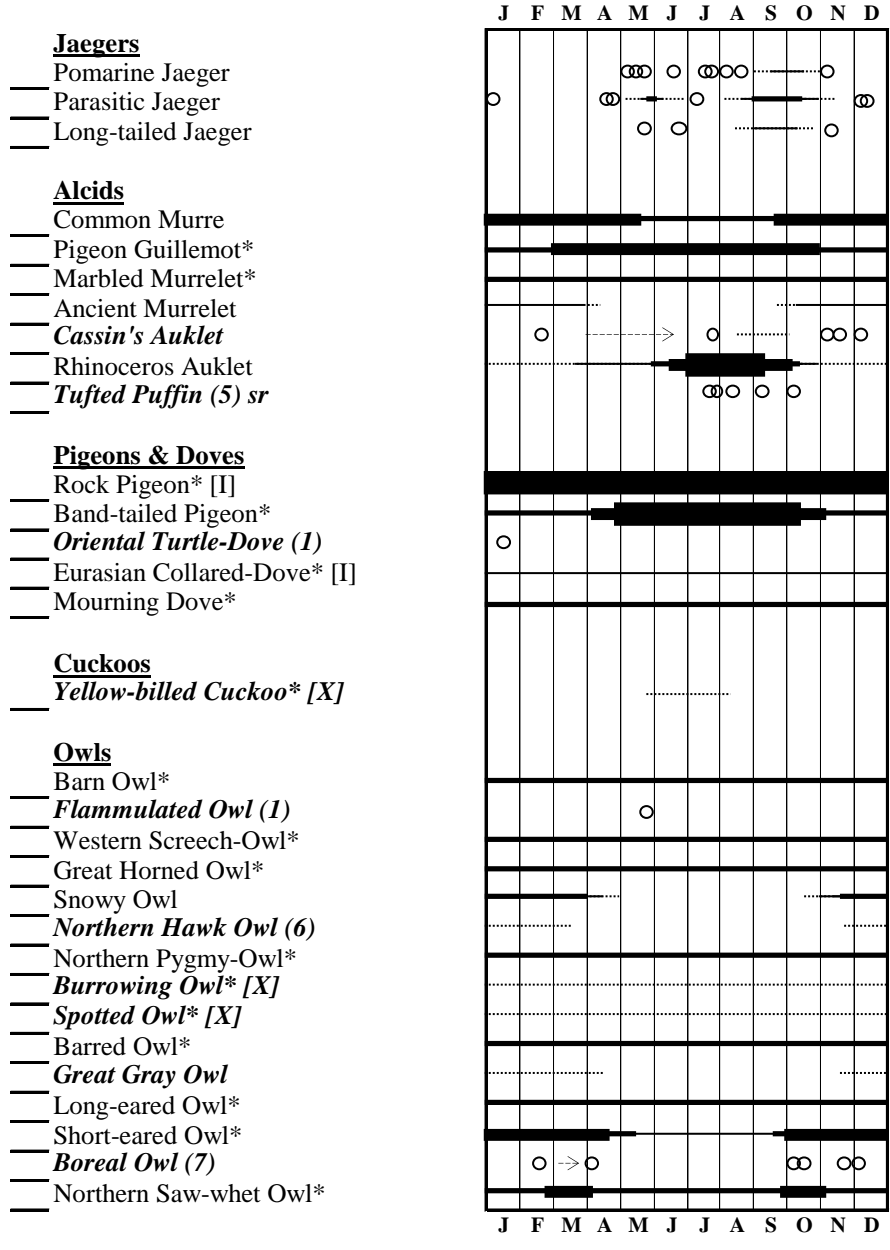 J F M A M J J A S O N D
Jaegers
Pomarine Jaeger
Parasitic Jaeger
Long-tailed Jaeger
Alcids
Common Murre
Pigeon Guillemot*
Marbled Murrelet*
Ancient Murrelet
Cassin's Auklet
Rhinoceros Auklet
Tufted Puffin (5) sr
Pigeons & Doves
Rock Pigeon* [I]
Band-tailed Pigeon*
Oriental Turtle-Dove (1)
Eurasian Collared-Dove* [I]
Mourning Dove*
Cuckoos
Yellow-billed Cuckoo* [X]
Owls
Barn Owl*
Flammulated Owl (1)
Western Screech-Owl*
Great Horned Owl*
Snowy Owl
Northern Hawk Owl (6)
Northern Pygmy-Owl*
Burrowing Owl* [X]
Spotted Owl* [X]
Barred Owl*
Great Gray Owl
Long-eared Owl*
Short-eared Owl*
Boreal Owl (7)
Northern Saw-whet Owl*
J F M A M J J A S O N D